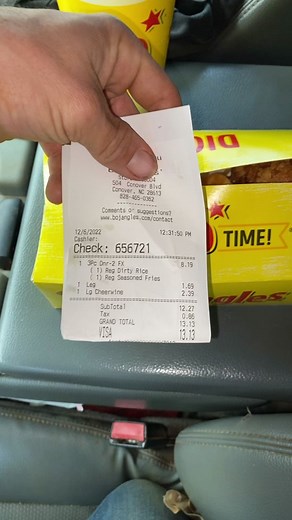 504 Conover Blvd
Conover, NC 28613
828-465-0362
Comments or suggestions?
www.bojangles.com/contact
12/6/2022 12:31:50 PM
Cashier:
Check: 656721
1 3Pc Dnr-2 FX 8.19
( 1) Reg Dirty Rice
( 1) Reg Seasoned Fries
1 Leg 1.69
1 Lg Cheerwine 2.39
SubTotal 12.27
Tax 0.86
GRAND TOTAL 13.13
VISA 13.13
TIME!